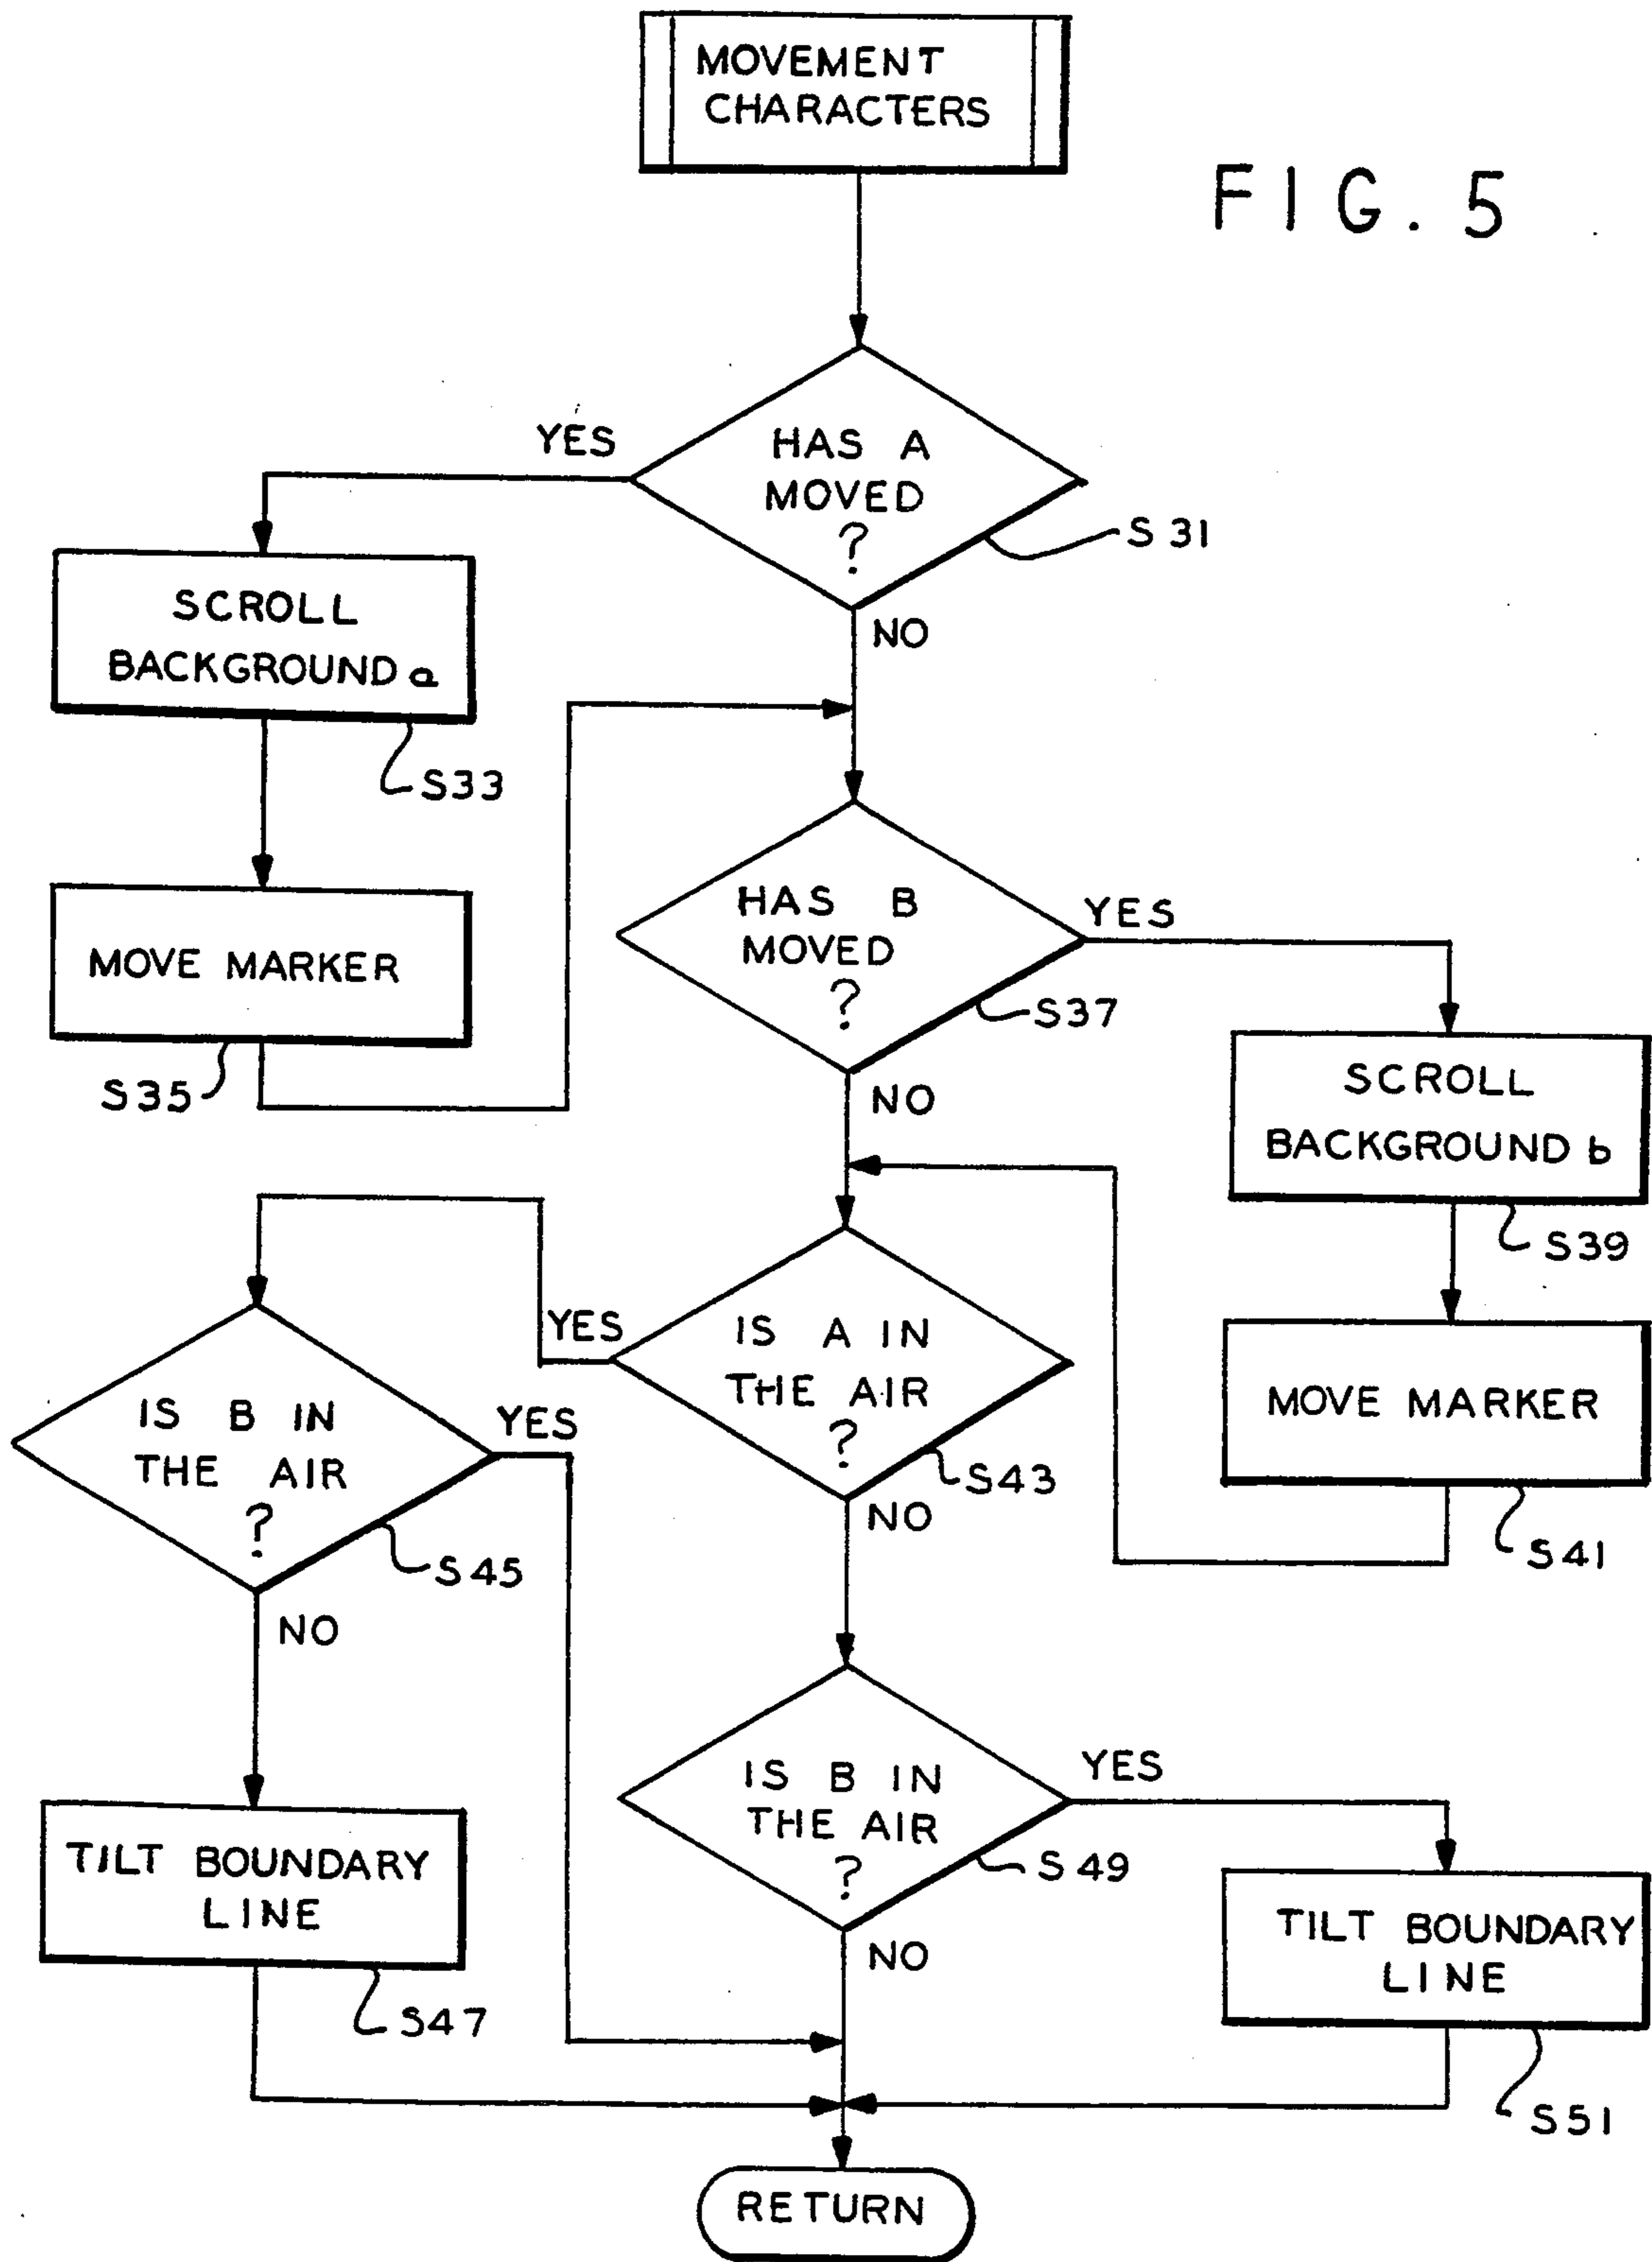 MOVEMENT
CHARACTERS
FIG. 5
YES
HAS A
MOVED
?
S31
NO
SCROLL
BACKGROUND a
S33
MOVE MARKER
S35
HAS B
MOVED
?
YES
S37
NO
SCROLL
BACKGROUND b
S39
MOVE MARKER
S41
YES
IS A IN
THE AIR
?
S43
NO
IS B IN
THE AIR
?
YES
S45
NO
TILT BOUNDARY
LINE
S47
IS B IN
THE AIR
?
YES
S49
NO
TILT BOUNDARY
LINE
S51
RETURN